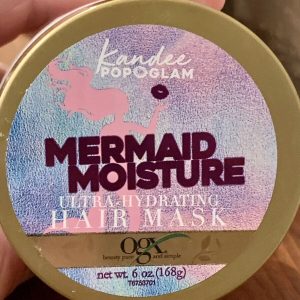 Kandee
POPOGLAM
MERMAID
MOISTURE
ULTRA-HYDRATING
HAIR MASK
ogx
beauty pure and simple
net wt. 6 oz (168g)